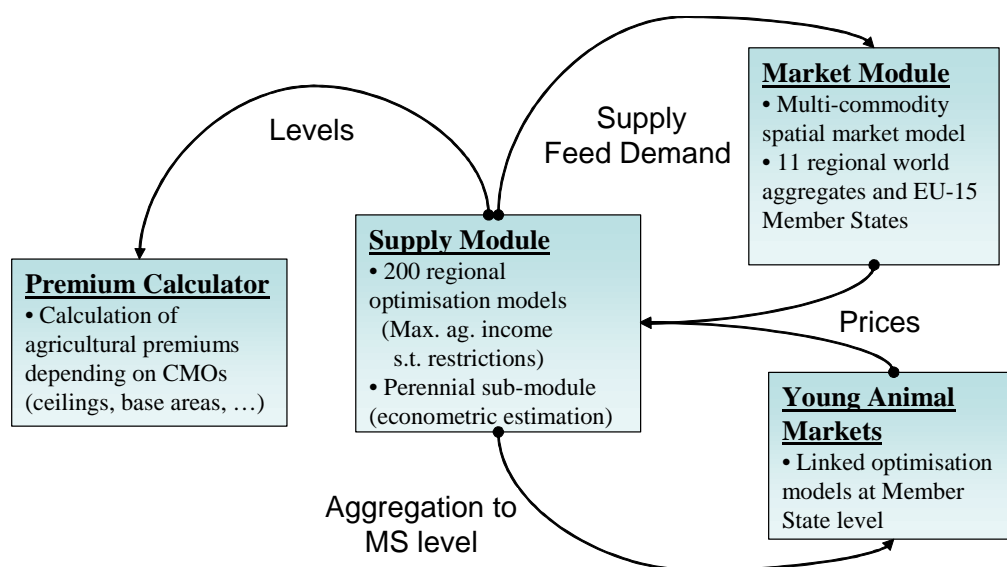 Market Module
• Multi-commodity
spatial market model
• 11 regional world
aggregates and EU-15
Member States
Levels
Supply
Feed Demand
Supply Module
• 200 regional
optimisation models
(Max. ag. income
s.t. restrictions)
• Perennial sub-module
(econometric estimation)
Premium Calculator
• Calculation of
agricultural premiums
depending on CMOs
(ceilings, base areas, …)
Prices
Young Animal
Markets
• Linked optimisation
models at Member
State level
Aggregation to
MS level